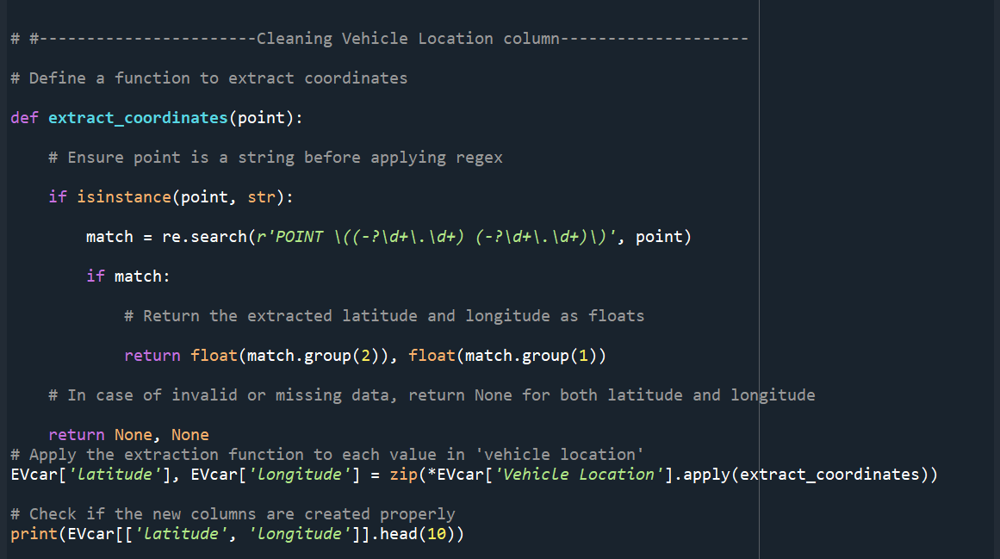 # #-----------------------Cleaning Vehicle Location column--------------------
# Define a function to extract coordinates
def extract_coordinates(point):
    # Ensure point is a string before applying regex
    if isinstance(point, str):
        match = re.search(r'POINT \((-?\d+\.\d+) (-?\d+\.\d+)\)', point)
        if match:
            # Return the extracted latitude and longitude as floats
            return float(match.group(2)), float(match.group(1))
    # In case of invalid or missing data, return None for both latitude and longitude
    return None, None
# Apply the extraction function to each value in 'vehicle location'
EVcar['latitude'], EVcar['longitude'] = zip(*EVcar['Vehicle Location'].apply(extract_coordinates))
# Check if the new columns are created properly
print(EVcar[['latitude', 'longitude']].head(10))